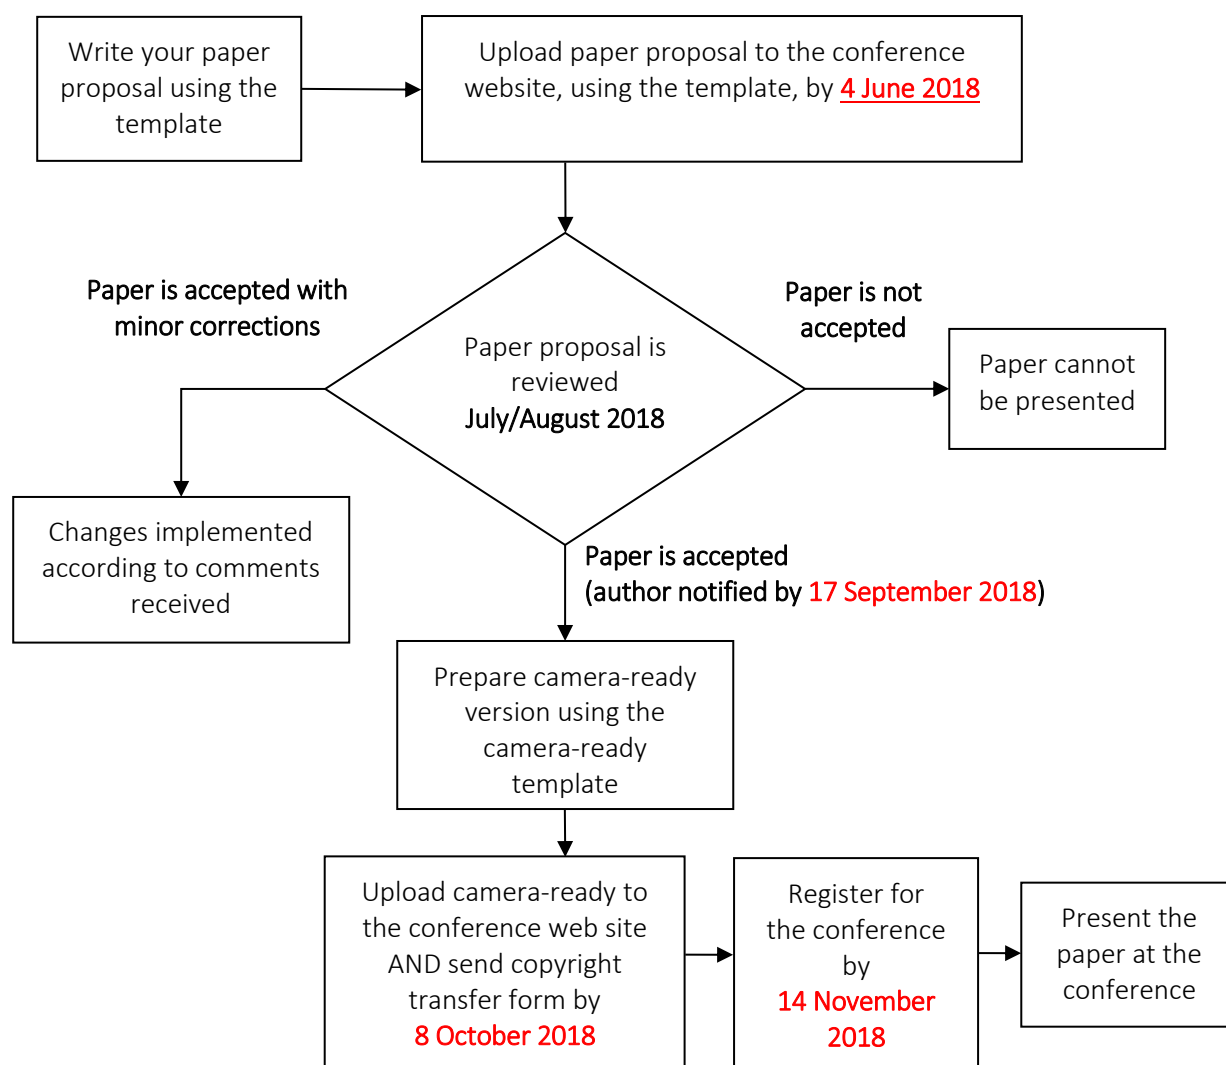 Write your paper
proposal using the
template
Upload paper proposal to the conference
website, using the template, by 4 June 2018
Paper is accepted with
minor corrections
Paper is not
accepted
Paper proposal is
reviewed
July/August 2018
Paper cannot
be presented
Changes implemented
according to comments
received
Paper is accepted
(author notified by 17 September 2018)
Prepare camera-ready
version using the
camera-ready
template
Upload camera-ready to
the conference web site
AND send copyright
transfer form by
8 October 2018
Register for
the conference
by
14 November
2018
Present the
paper at the
conference